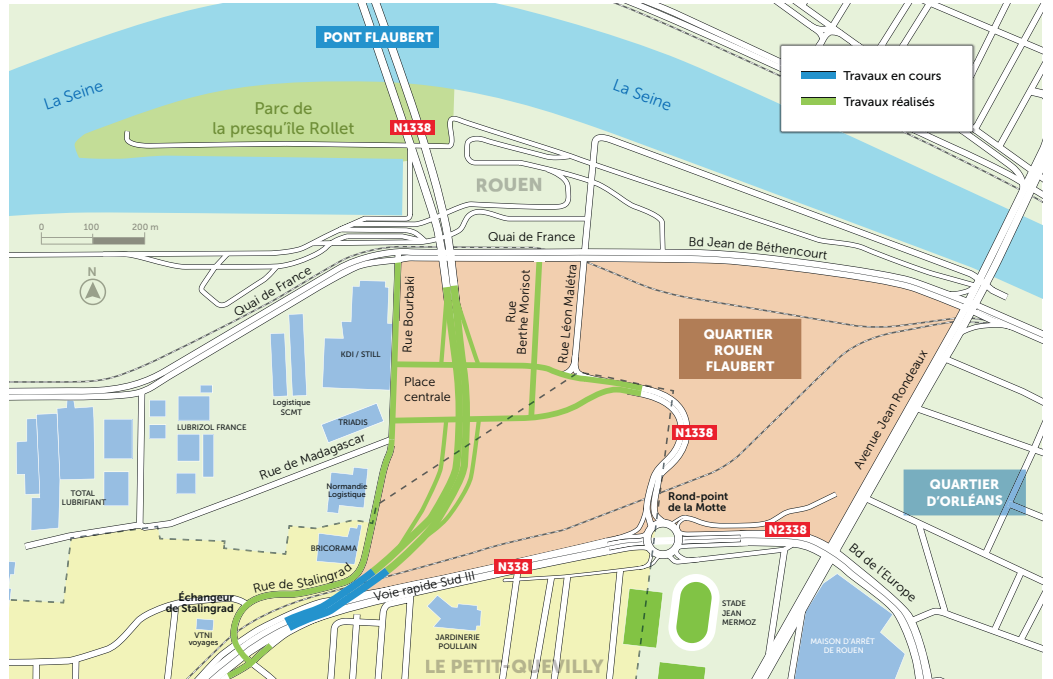 PONT FLAUBERT
La Seine
La Seine
Travaux en cours
Travaux réalisés
Parc de
la presqu'île Rollet
N1338
ROUEN
0 100 200 m
N
Quai de France
Bd Jean de Béthencourt
Quai de France
Rue Bourbaki
Rue
Berthe Morisot
Rue Léon Malétra
QUARTIER
ROUEN
FLAUBERT
KDI / STILL
Place
centrale
Logistique
SCMT
TRIADIS
LUBRIZOL FRANCE
Rue de Madagascar
N1338
Avenue Jean Rondeaux
QUARTIER
D'ORLÉANS
TOTAL
LUBRIFIANT
Normandie
Logistique
Rond-point
de la Motte
N2338
BRICORAMA
N338
Bd de l'Europe
Rue de Stalingrad
Voie rapide Sud III
Échangeur
de Stalingrad
VTNI
voyages
JARDINERIE
POULLAIN
STADE
JEAN
MERMOZ
MAISON D'ARRÊT
DE ROUEN
LE PETIT-QUEVILLY